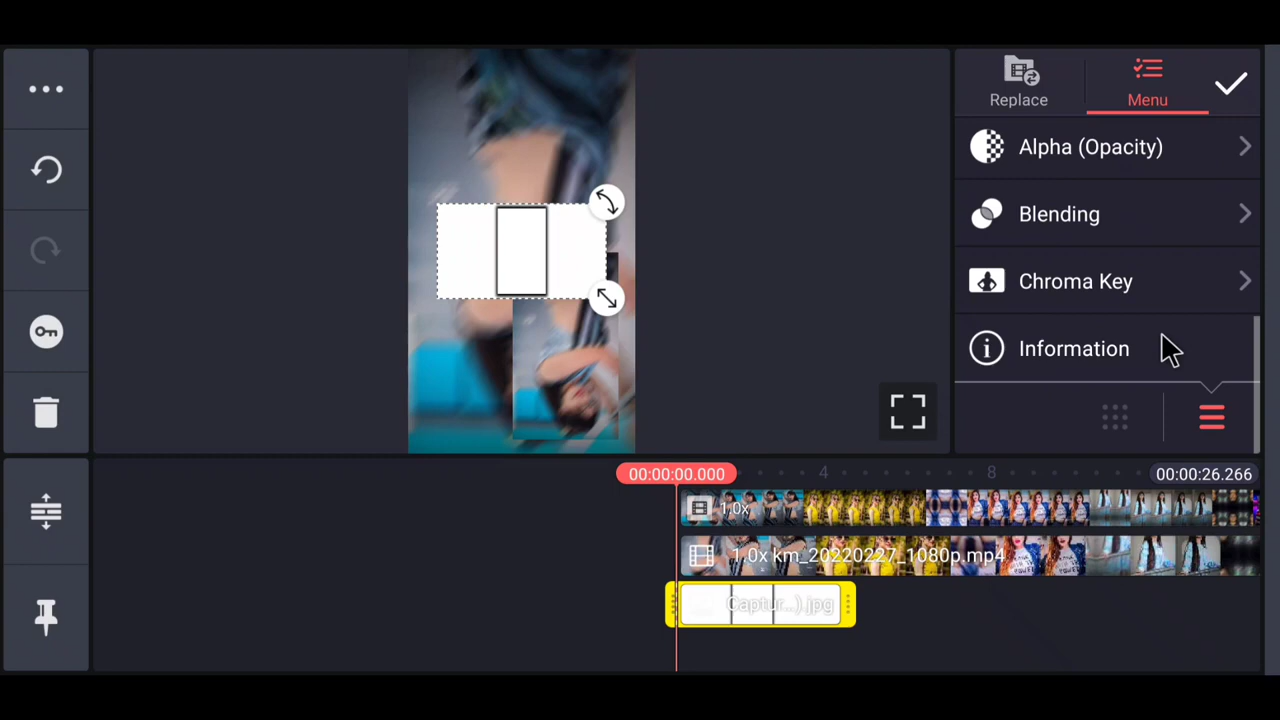 Replace
Menu
Alpha (Opacity)
Blending
Chroma Key
Information
00:00:00.000
4
8
00:00:26.266
1.0x
1.0x km_20220227_1080p.mp4
Captur...).jpg